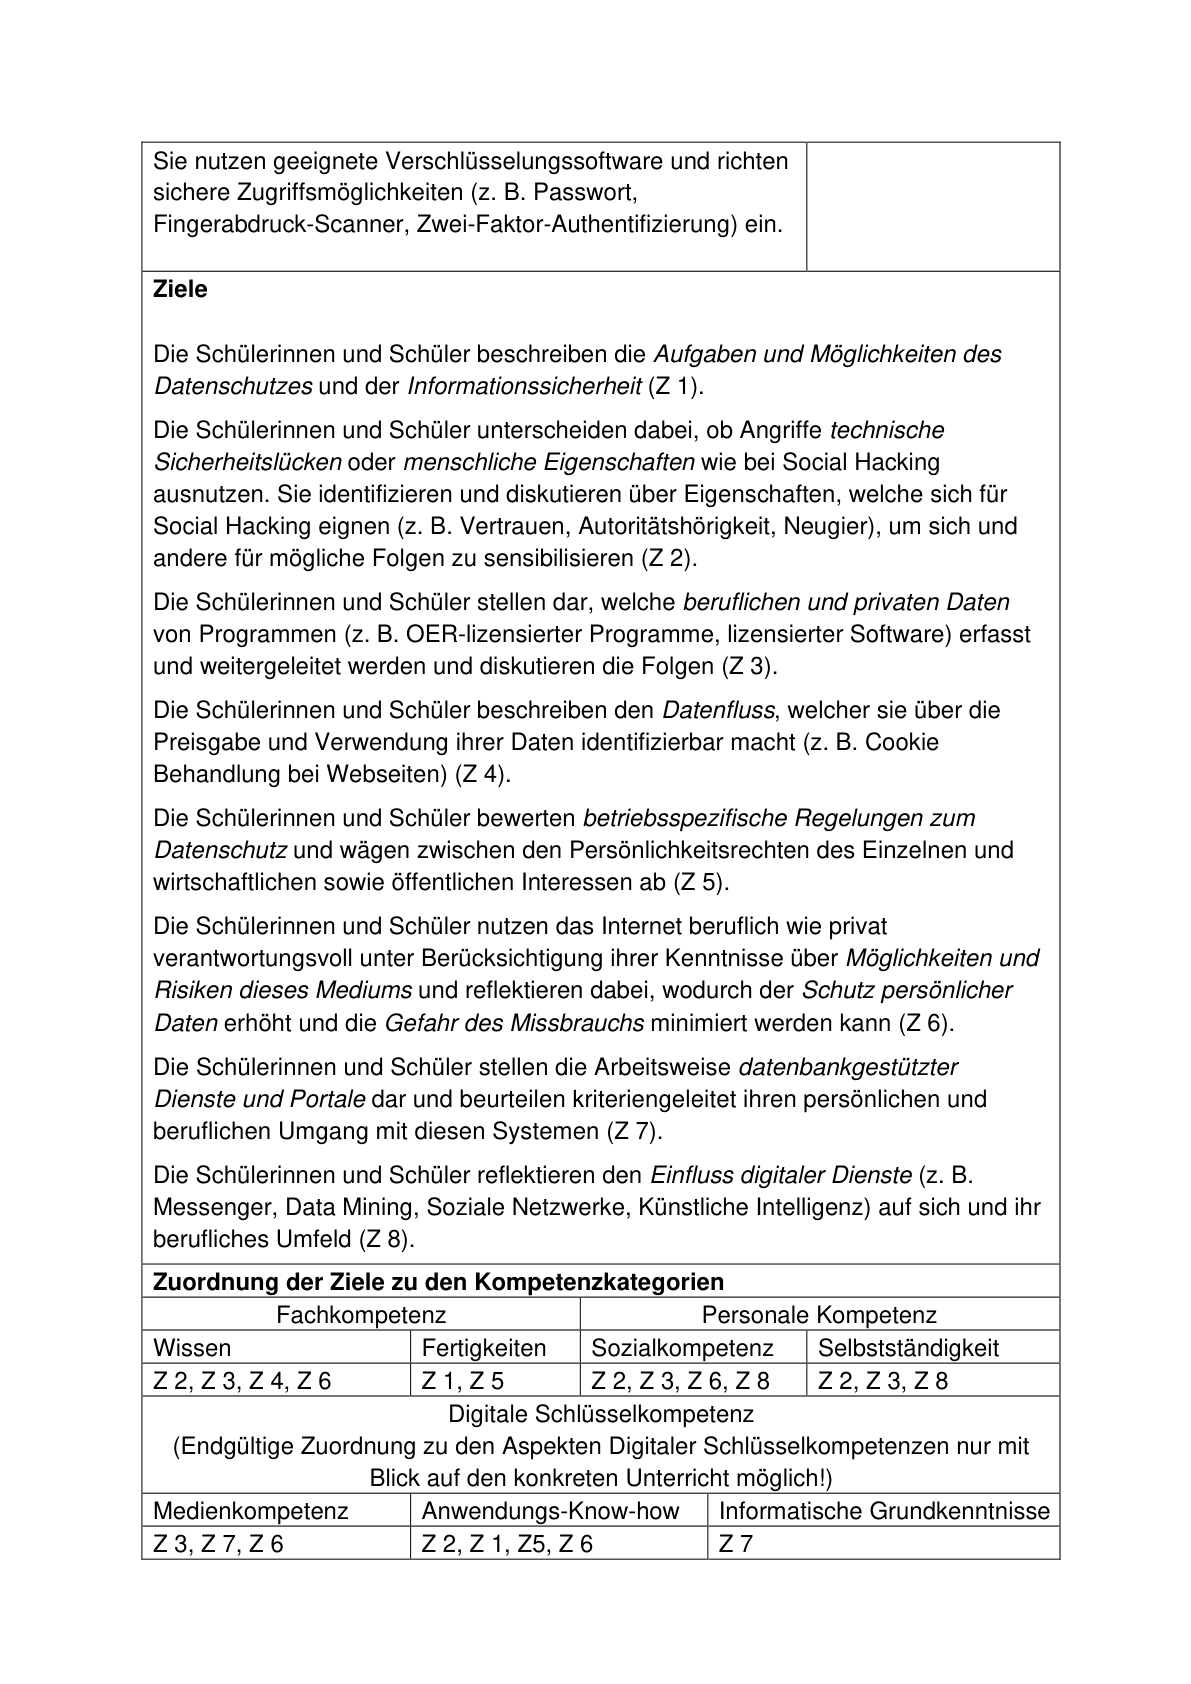 Sie nutzen geeignete Verschlüsselungssoftware und richten
sichere Zugriffsmöglichkeiten (z. B. Passwort,
Fingerabdruck-Scanner, Zwei-Faktor-Authentifizierung) ein.
Ziele
Die Schülerinnen und Schüler beschreiben die Aufgaben und Möglichkeiten des
Datenschutzes und der Informationssicherheit (Z 1).
Die Schülerinnen und Schüler unterscheiden dabei, ob Angriffe technische
Sicherheitslücken oder menschliche Eigenschaften wie bei Social Hacking
ausnutzen. Sie identifizieren und diskutieren über Eigenschaften, welche sich für
Social Hacking eignen (z. B. Vertrauen, Autoritätshörigkeit, Neugier), um sich und
andere für mögliche Folgen zu sensibilisieren (Z 2).
Die Schülerinnen und Schüler stellen dar, welche beruflichen und privaten Daten
von Programmen (z. B. OER-lizensierter Programme, lizensierter Software) erfasst
und weitergeleitet werden und diskutieren die Folgen (Z 3).
Die Schülerinnen und Schüler beschreiben den Datenfluss, welcher sie über die
Preisgabe und Verwendung ihrer Daten identifizierbar macht (z. B. Cookie
Behandlung bei Webseiten) (Z 4).
Die Schülerinnen und Schüler bewerten betriebsspezifische Regelungen zum
Datenschutz und wägen zwischen den Persönlichkeitsrechten des Einzelnen und
wirtschaftlichen sowie öffentlichen Interessen ab (Z 5).
Die Schülerinnen und Schüler nutzen das Internet beruflich wie privat
verantwortungsvoll unter Berücksichtigung ihrer Kenntnisse über Möglichkeiten und
Risiken dieses Mediums und reflektieren dabei, wodurch der Schutz persönlicher
Daten erhöht und die Gefahr des Missbrauchs minimiert werden kann (Z 6).
Die Schülerinnen und Schüler stellen die Arbeitsweise datenbankgestützter
Dienste und Portale dar und beurteilen kriteriengeleitet ihren persönlichen und
beruflichen Umgang mit diesen Systemen (Z 7).
Die Schülerinnen und Schüler reflektieren den Einfluss digitaler Dienste (z. B.
Messenger, Data Mining, Soziale Netzwerke, Künstliche Intelligenz) auf sich und ihr
berufliches Umfeld (Z 8).
Zuordnung der Ziele zu den Kompetenzkategorien
Fachkompetenz Personale Kompetenz
Wissen Fertigkeiten Sozialkompetenz Selbstständigkeit
Z 2, Z 3, Z 4, Z 6 Z 1, Z 5 Z 2, Z 3, Z 6, Z 8 Z 2, Z 3, Z 8
Digitale Schlüsselkompetenz
(Endgültige Zuordnung zu den Aspekten Digitaler Schlüsselkompetenzen nur mit
Blick auf den konkreten Unterricht möglich!)
Medienkompetenz Anwendungs-Know-how Informatische Grundkenntnisse
Z 3, Z 7, Z 6 Z 2, Z 1, Z5, Z 6 Z 7